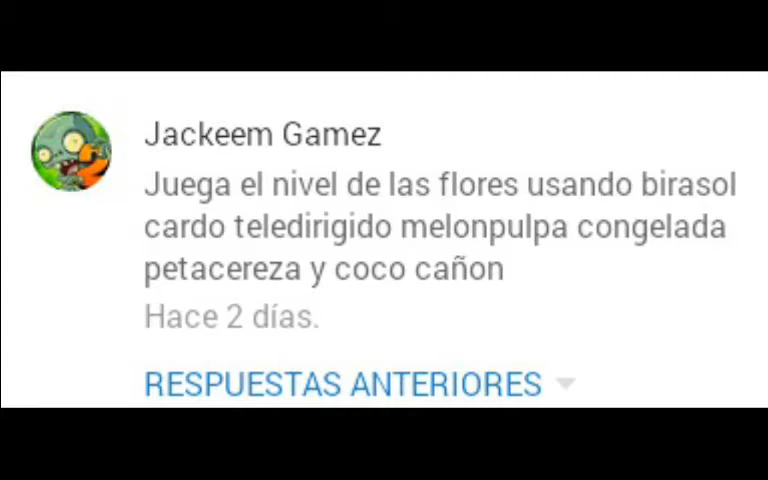 Jackeem Gamez
Juega el nivel de las flores usando birasol
cardo teledirigido melonpulpa congelada
petacereza y coco cañon
Hace 2 días.
RESPUESTAS ANTERIORES